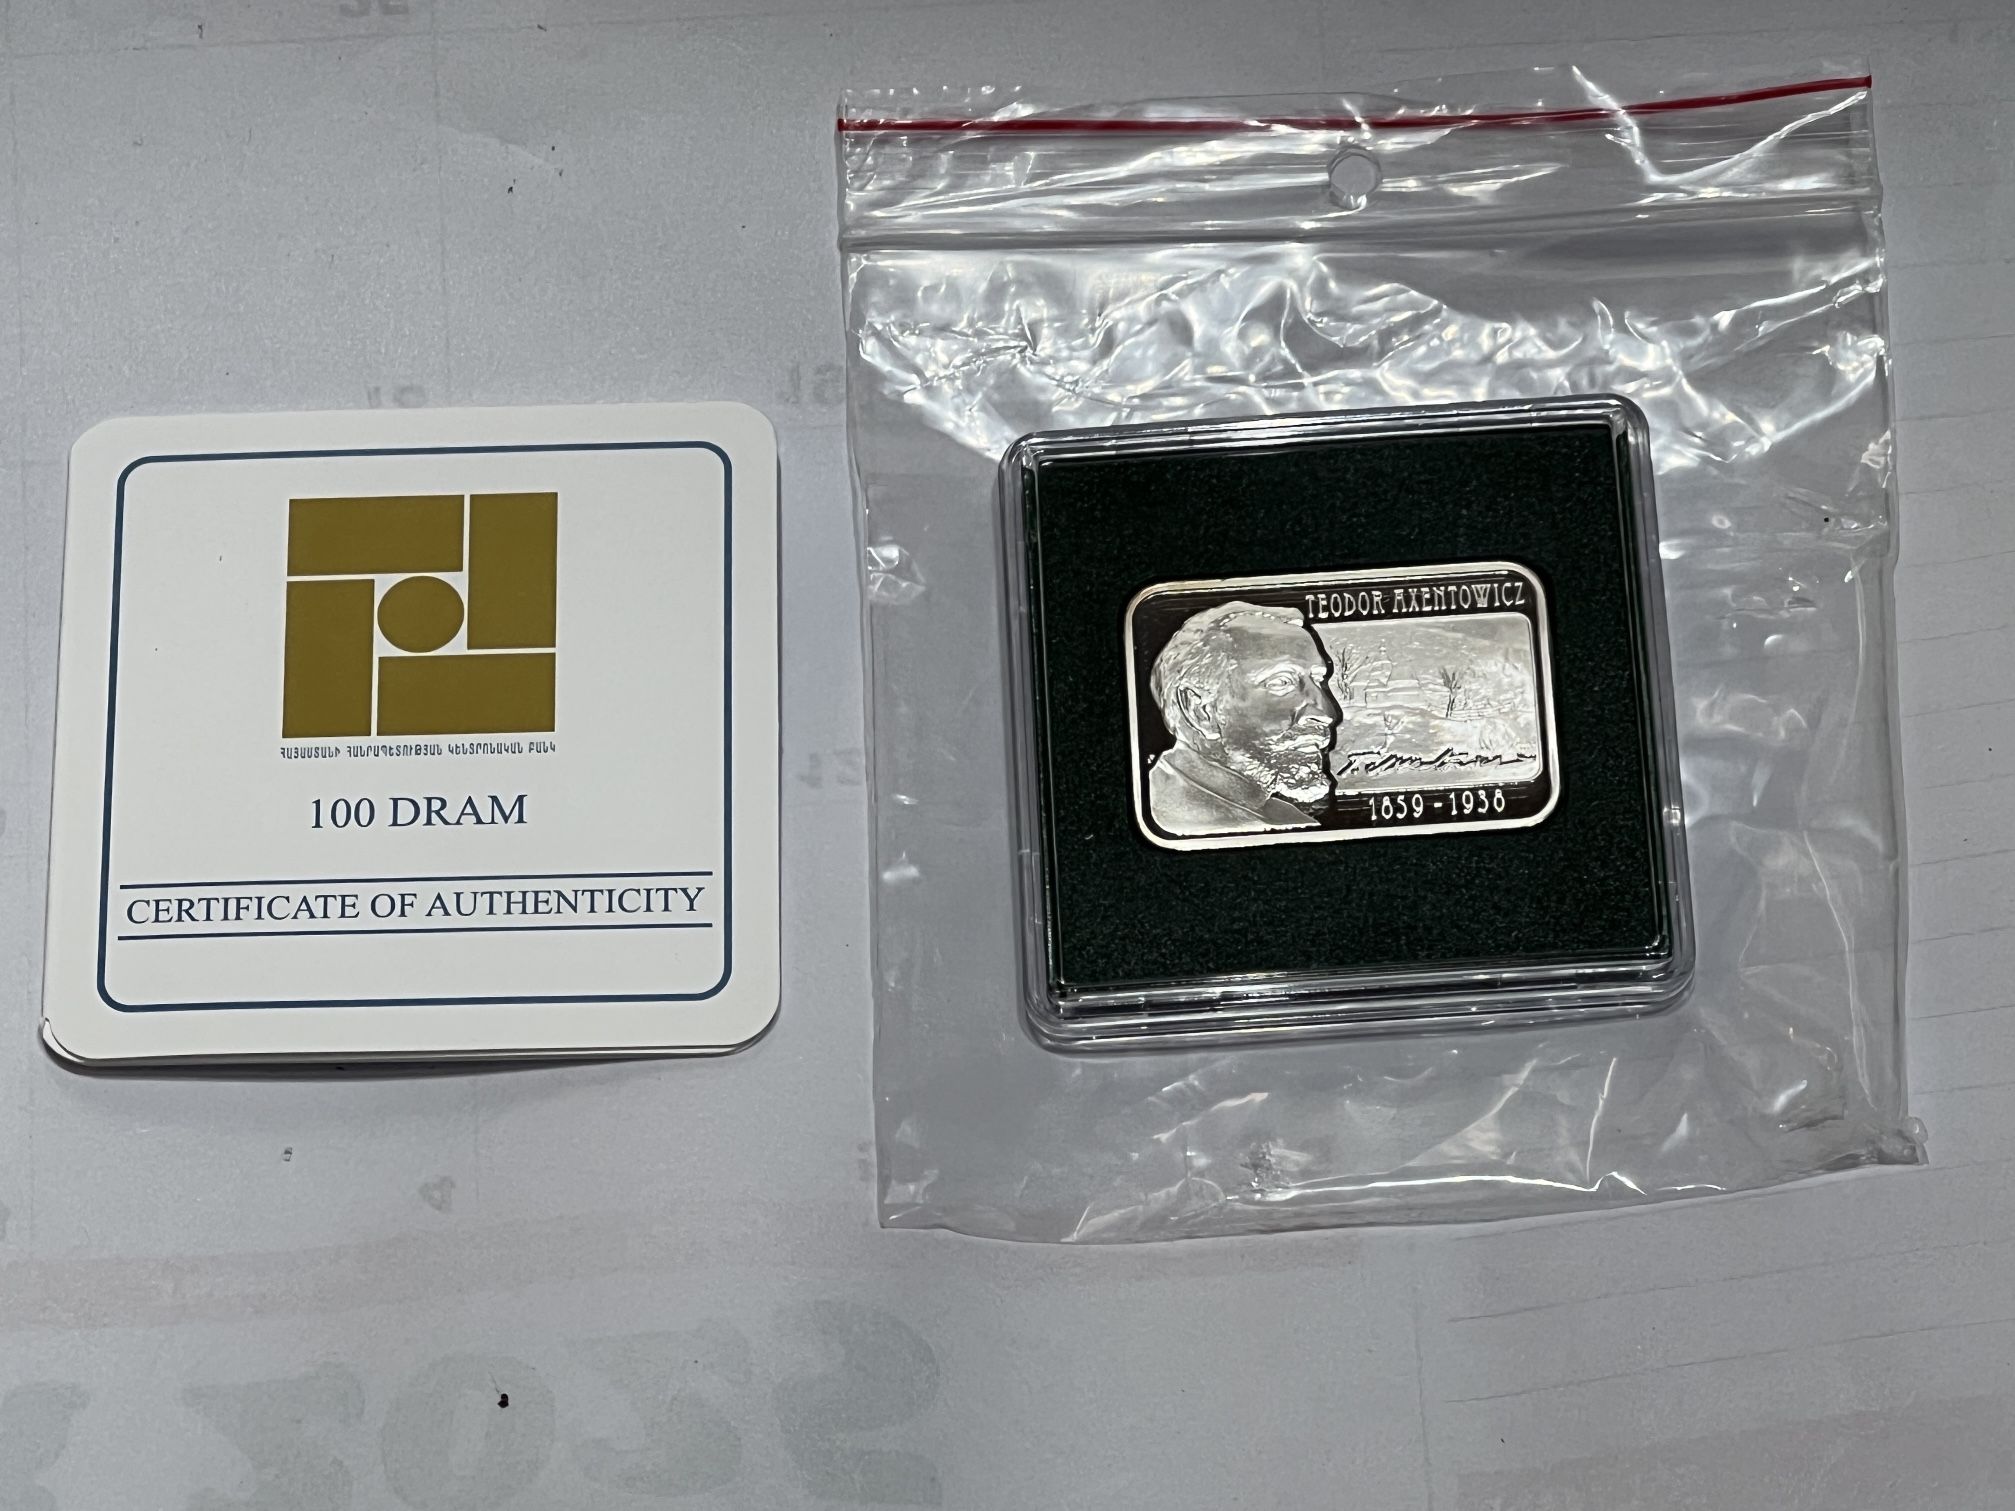 ՀԱՅԱՍՏԱՆԻ ՀԱՆՐԱՊԵՏՈՒԹՅԱՆ ԿԵՆՏՐՈՆԱԿԱՆ ԲԱՆԿ
100 DRAM
CERTIFICATE OF AUTHENTICITY
TEODOR AXENTOWICZ
1859-1938